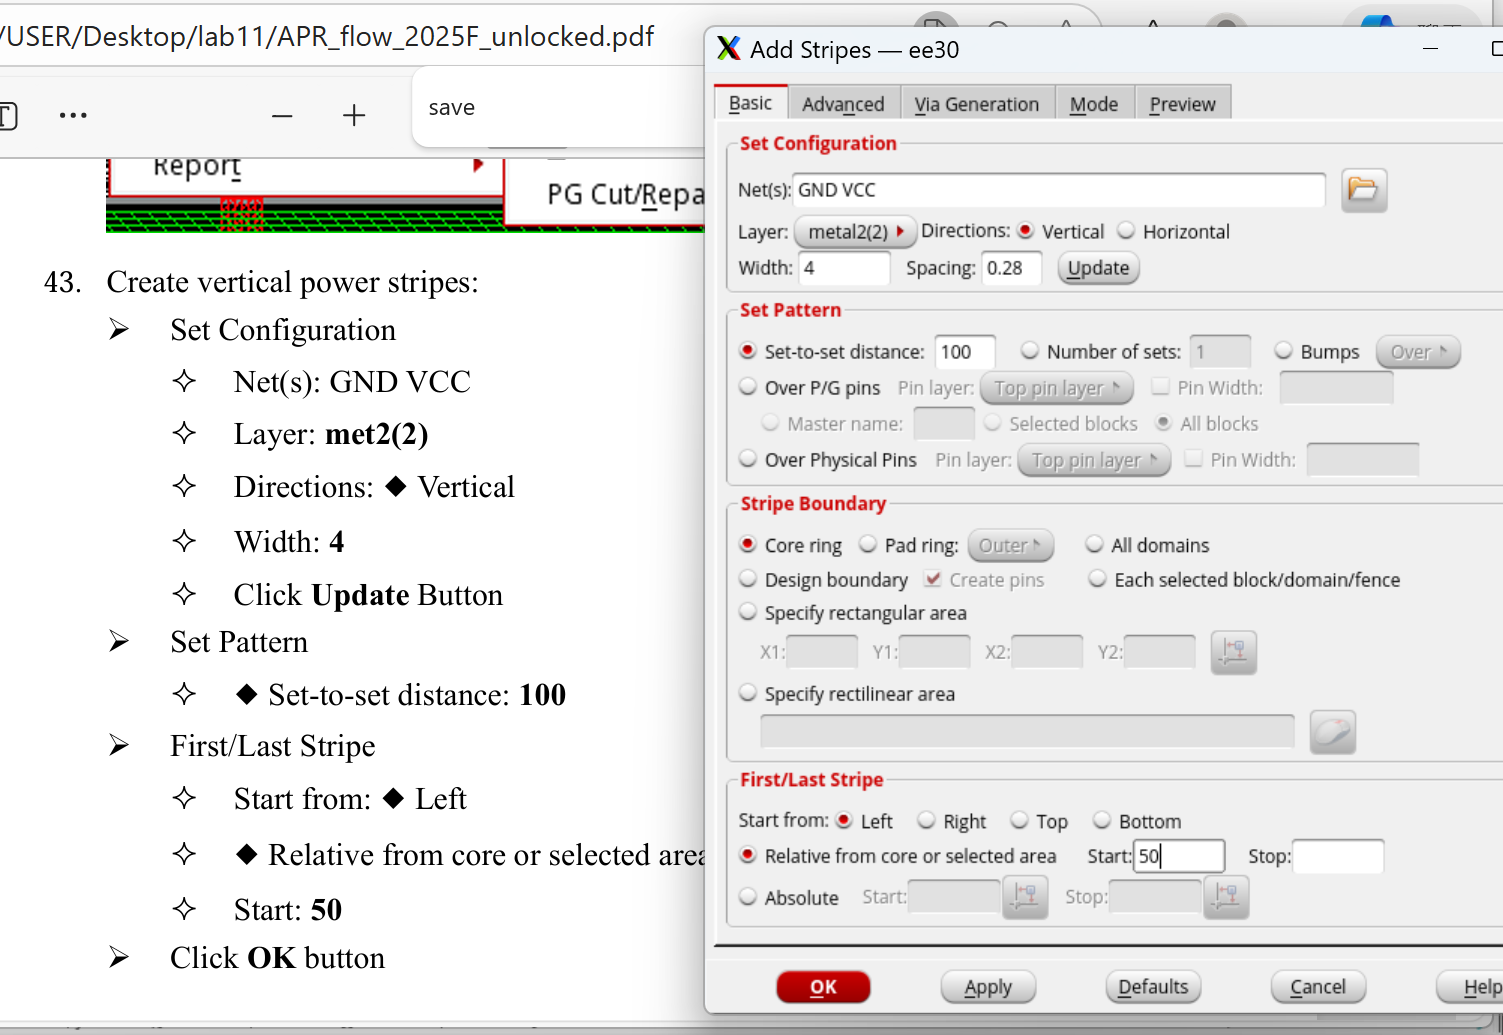 /USER/Desktop/lab11/APR_flow_2025F_unlocked.pdf
save
Report
PG Cut/Repa
43. Create vertical power stripes:
➢ Set Configuration
✧ Net(s): GND VCC
✧ Layer: met2(2)
✧ Directions: ◆ Vertical
✧ Width: 4
✧ Click Update Button
➢ Set Pattern
✧ ◆ Set-to-set distance: 100
➢ First/Last Stripe
✧ Start from: ◆ Left
✧ ◆ Relative from core or selected area
✧ Start: 50
➢ Click OK button
Add Stripes — ee30
Basic Advanced Via Generation Mode Preview
Set Configuration
Net(s): GND VCC
Layer: metal2(2) Directions: Vertical Horizontal
Width: 4 Spacing: 0.28 Update
Set Pattern
Set-to-set distance: 100 Number of sets: 1 Bumps Over
Over P/G pins Pin layer: Top pin layer Pin Width:
Master name: Selected blocks All blocks
Over Physical Pins Pin layer: Top pin layer Pin Width:
Stripe Boundary
Core ring Pad ring: Outer All domains
Design boundary Create pins Each selected block/domain/fence
Specify rectangular area
X1: Y1: X2: Y2:
Specify rectilinear area
First/Last Stripe
Start from: Left Right Top Bottom
Relative from core or selected area Start: 50 Stop:
Absolute Start: Stop:
OK Apply Defaults Cancel Help